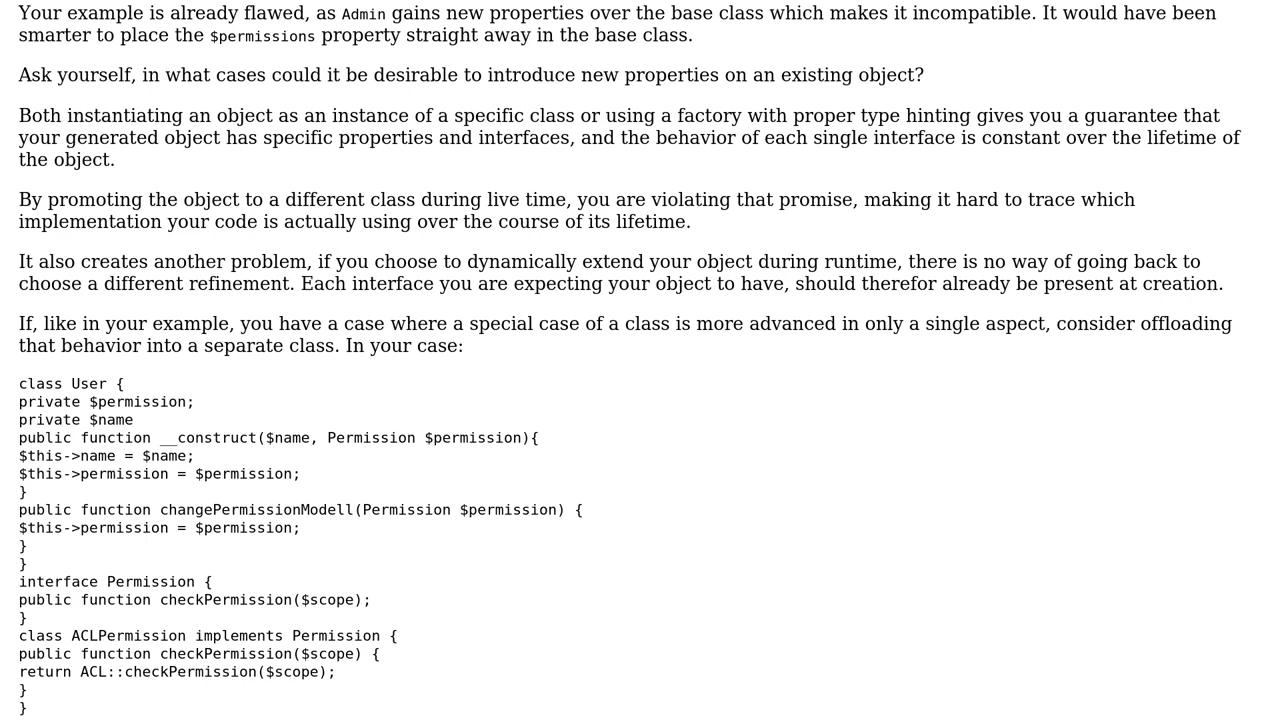 Your example is already flawed, as Admin gains new properties over the base class which makes it incompatible. It would have been
smarter to place the $permissions property straight away in the base class.
Ask yourself, in what cases could it be desirable to introduce new properties on an existing object?
Both instantiating an object as an instance of a specific class or using a factory with proper type hinting gives you a guarantee that
your generated object has specific properties and interfaces, and the behavior of each single interface is constant over the lifetime of
the object.
By promoting the object to a different class during live time, you are violating that promise, making it hard to trace which
implementation your code is actually using over the course of its lifetime.
It also creates another problem, if you choose to dynamically extend your object during runtime, there is no way of going back to
choose a different refinement. Each interface you are expecting your object to have, should therefor already be present at creation.
If, like in your example, you have a case where a special case of a class is more advanced in only a single aspect, consider offloading
that behavior into a separate class. In your case:
class User {
private $permission;
private $name
public function __construct($name, Permission $permission){
$this->name = $name;
$this->permission = $permission;
}
public function changePermissionModell(Permission $permission) {
$this->permission = $permission;
}
}
interface Permission {
public function checkPermission($scope);
}
class ACLPermission implements Permission {
public function checkPermission($scope) {
return ACL::checkPermission($scope);
}
}